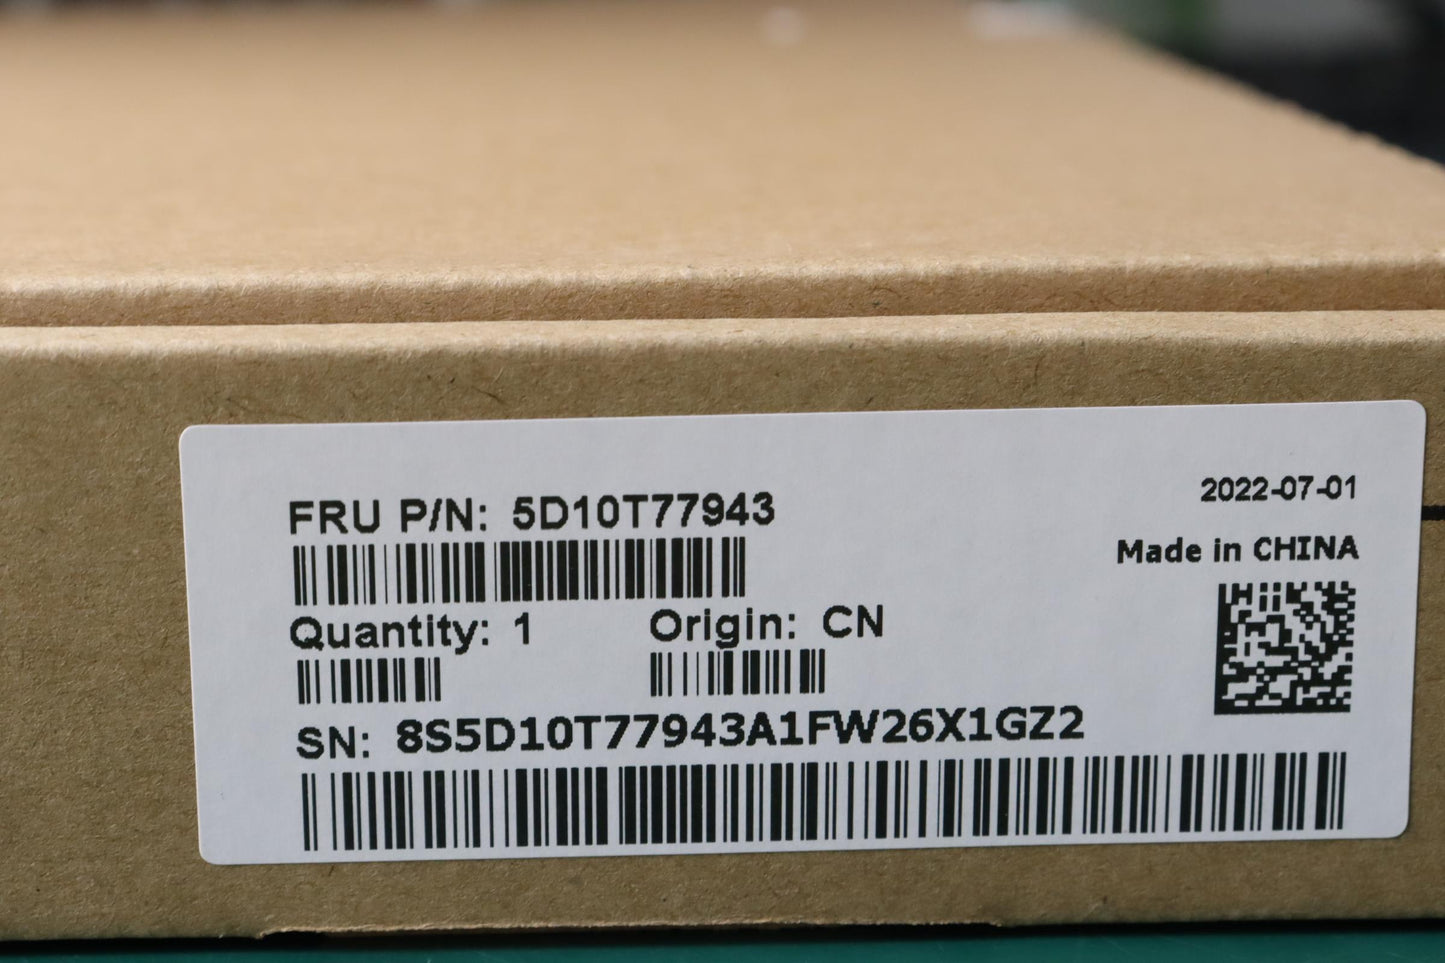 2022-07-01
FRU P/N: 5D10T77943
Made in CHINA
Quantity: 1 Origin: CN
SN: 8S5D10T77943A1FW26X1GZ2